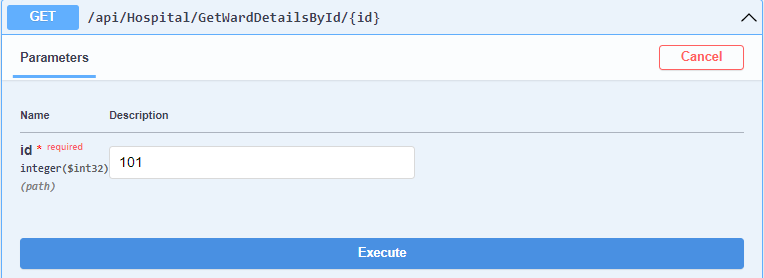 GET /api/Hospital/GetWardDetailsById/{id}
Parameters Cancel
Name Description
id * required
integer($int32) 101
(path)
Execute